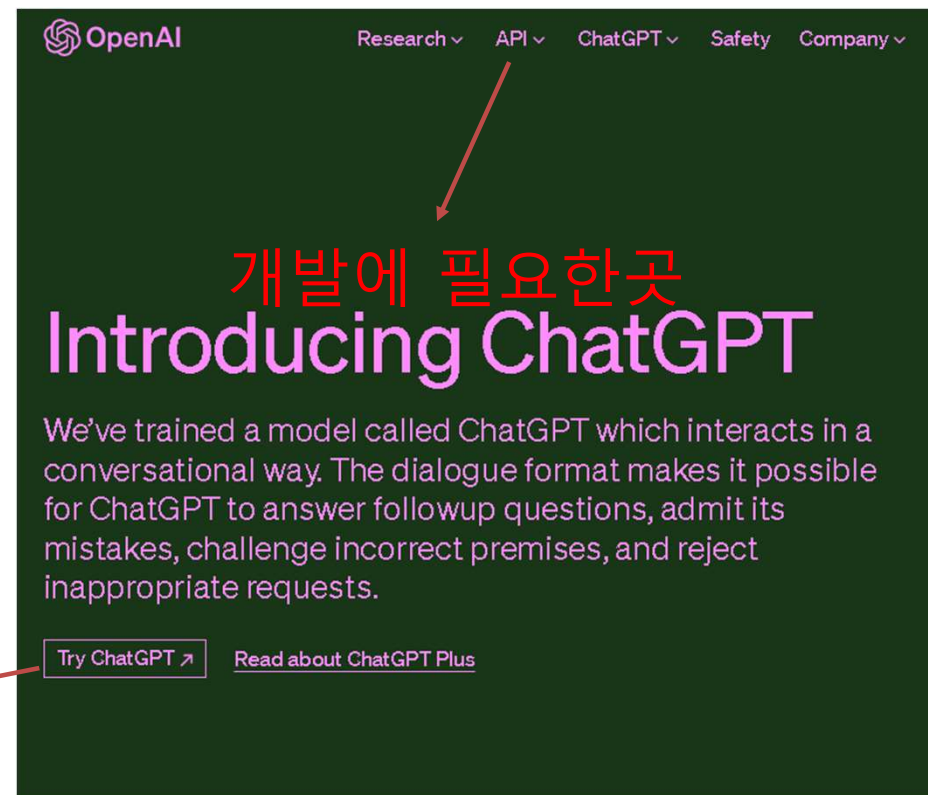 OpenAI Research API ChatGPT Safety Company
개발에 필요한곳
Introducing ChatGPT
We've trained a model called ChatGPT which interacts in a
conversational way. The dialogue format makes it possible
for ChatGPT to answer followup questions, admit its
mistakes, challenge incorrect premises, and reject
inappropriate requests.
Try ChatGPT ↗ Read about ChatGPT Plus